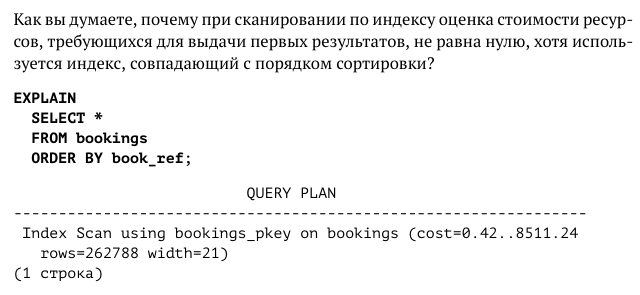 Как вы думаете, почему при сканировании по индексу оценка стоимости ресур-
сов, требующихся для выдачи первых результатов, не равна нулю, хотя исполь-
зуется индекс, совпадающий с порядком сортировки?
EXPLAIN
SELECT *
FROM bookings
ORDER BY book_ref;
QUERY PLAN
---------------------------------------------------------------
Index Scan using bookings_pkey on bookings (cost=0.42..8511.24
rows=262788 width=21)
(1 строка)